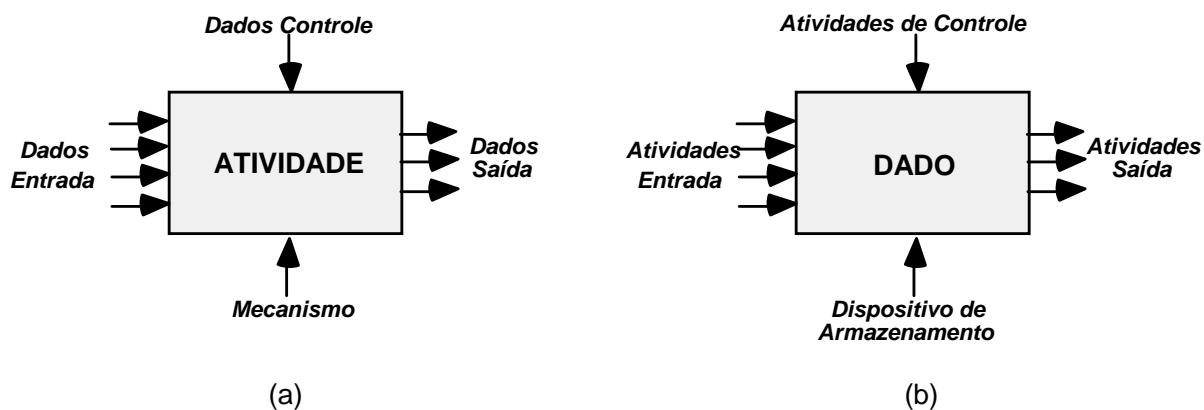 Dados Controle
Dados
Entrada
ATIVIDADE
Dados
Saída
Mecanismo
(a)
Atividades de Controle
Atividades
Entrada
DADO
Atividades
Saída
Dispositivo de
Armazenamento
(b)